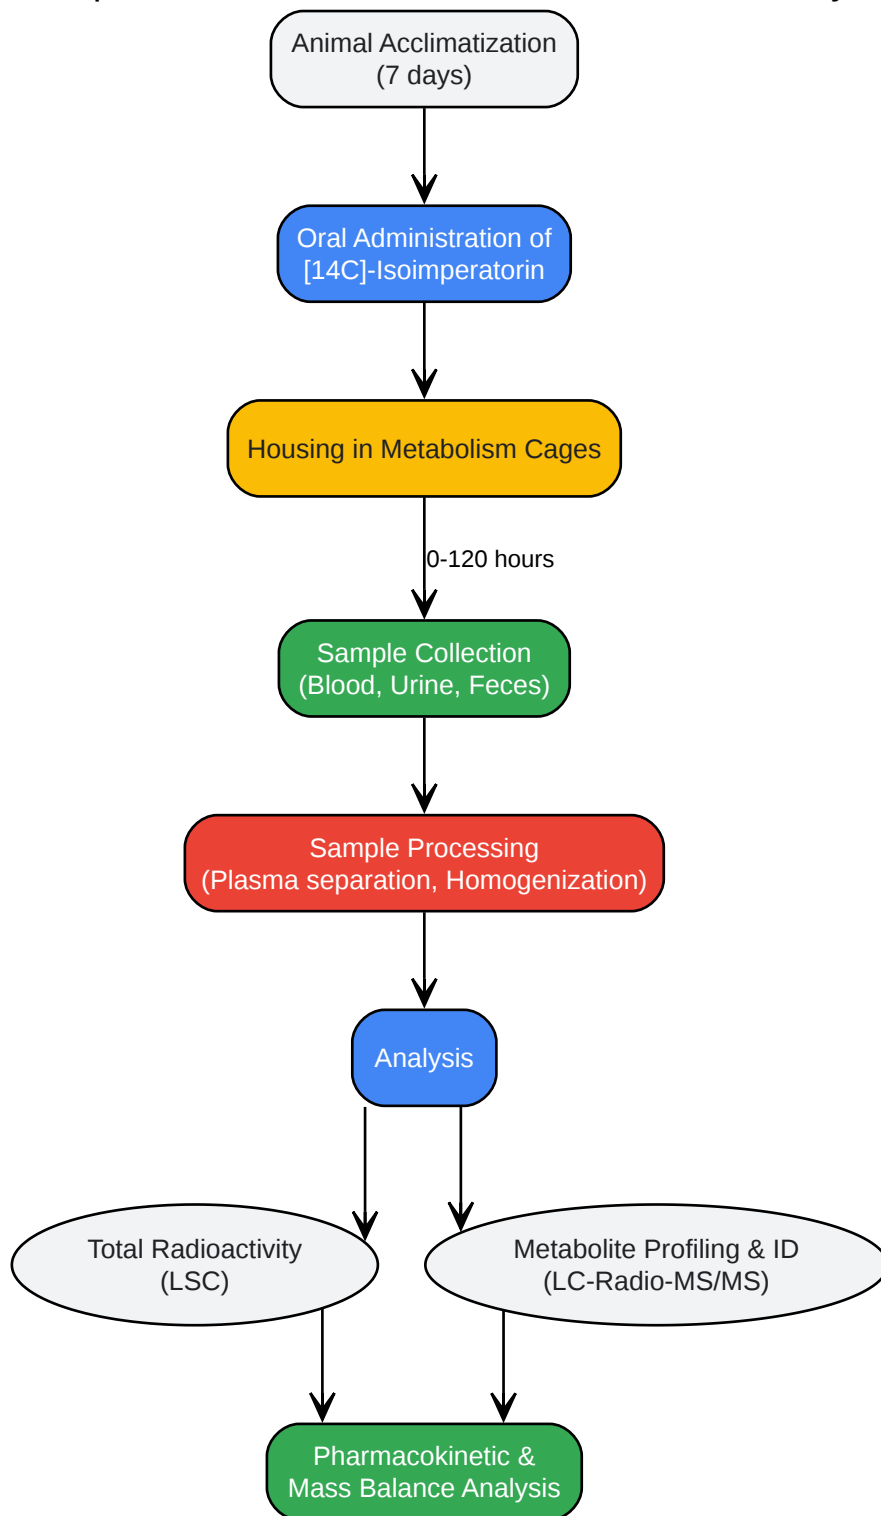 Animal Acclimatization
(7 days)
Oral Administration of
[14C]-Isoimperatorin
Housing in Metabolism Cages
0-120 hours
Sample Collection
(Blood, Urine, Feces)
Sample Processing
(Plasma separation, Homogenization)
Analysis
Total Radioactivity
(LSC)
Metabolite Profiling & ID
(LC-Radio-MS/MS)
Pharmacokinetic &
Mass Balance Analysis